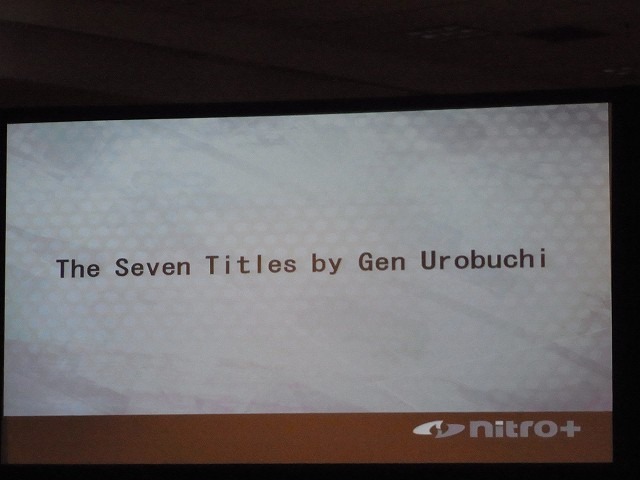 The Seven Titles by Gen Urobuchi
nitro+